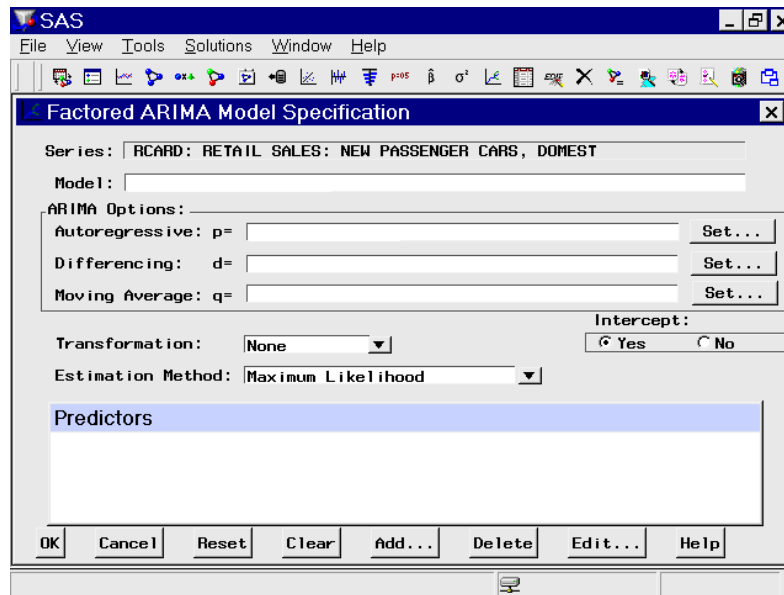 SAS
File View Tools Solutions Window Help
p=05 β̂ σ²
Factored ARIMA Model Specification
Series: RCARD: RETAIL SALES: NEW PASSENGER CARS, DOMEST
Model:
ARIMA Options:
Autoregressive: p= Set...
Differencing: d= Set...
Moving Average: q= Set...
Intercept:
Transformation: None Yes No
Estimation Method: Maximum Likelihood
Predictors
OK Cancel Reset Clear Add... Delete Edit... Help